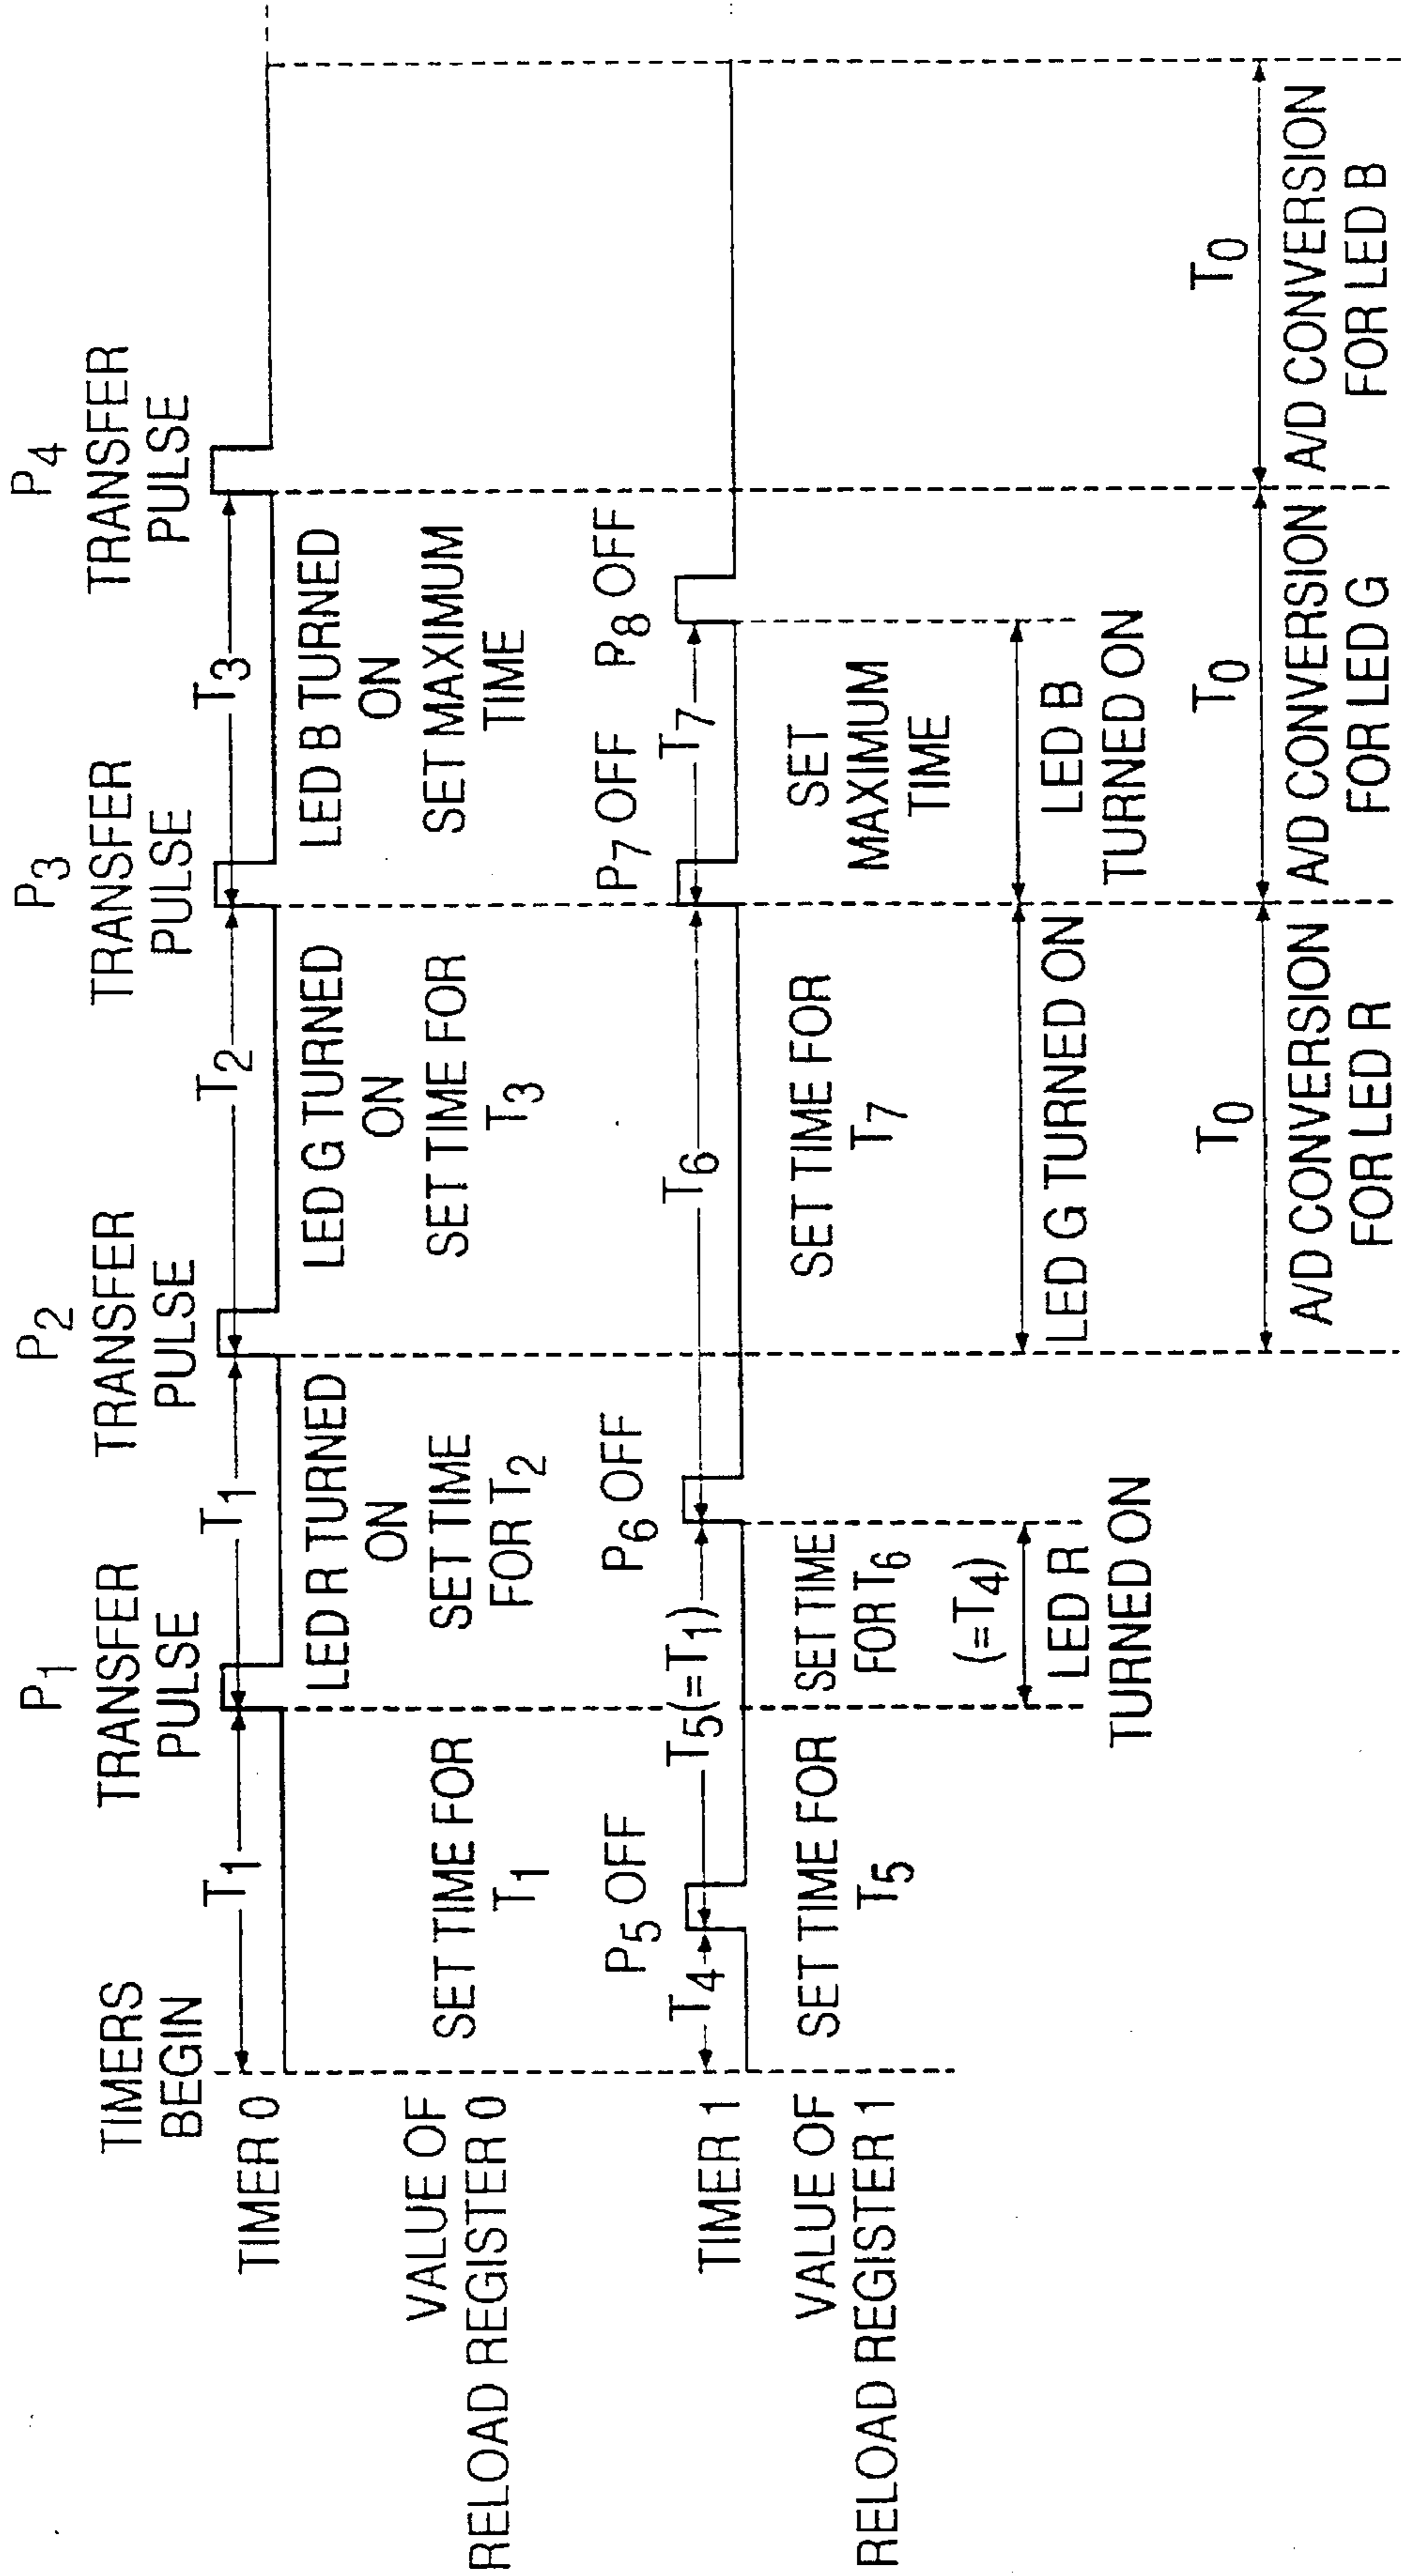 TIMERS
BEGIN
P1
TRANSFER
PULSE
P2
TRANSFER
PULSE
P3
TRANSFER
PULSE
P4
TRANSFER
PULSE
TIMER 0
T1
T1
T2
T3
VALUE OF
RELOAD REGISTER 0
SET TIME FOR
T1
LED R TURNED
ON
SET TIME
FOR T2
LED G TURNED
ON
SET TIME FOR
T3
LED B TURNED
ON
SET MAXIMUM
TIME
P5 OFF
P6 OFF
P7 OFF
P8 OFF
TIMER 1
T4
T5(=T1)
T6
T7
VALUE OF
RELOAD REGISTER 1
SET TIME FOR
T5
SET TIME
FOR T6
SET TIME FOR
T7
SET
MAXIMUM
TIME
(=T4)
LED R
TURNED ON
LED G TURNED ON
LED B
TURNED ON
T0
T0
T0
A/D CONVERSION
FOR LED R
A/D CONVERSION
FOR LED G
A/D CONVERSION
FOR LED B